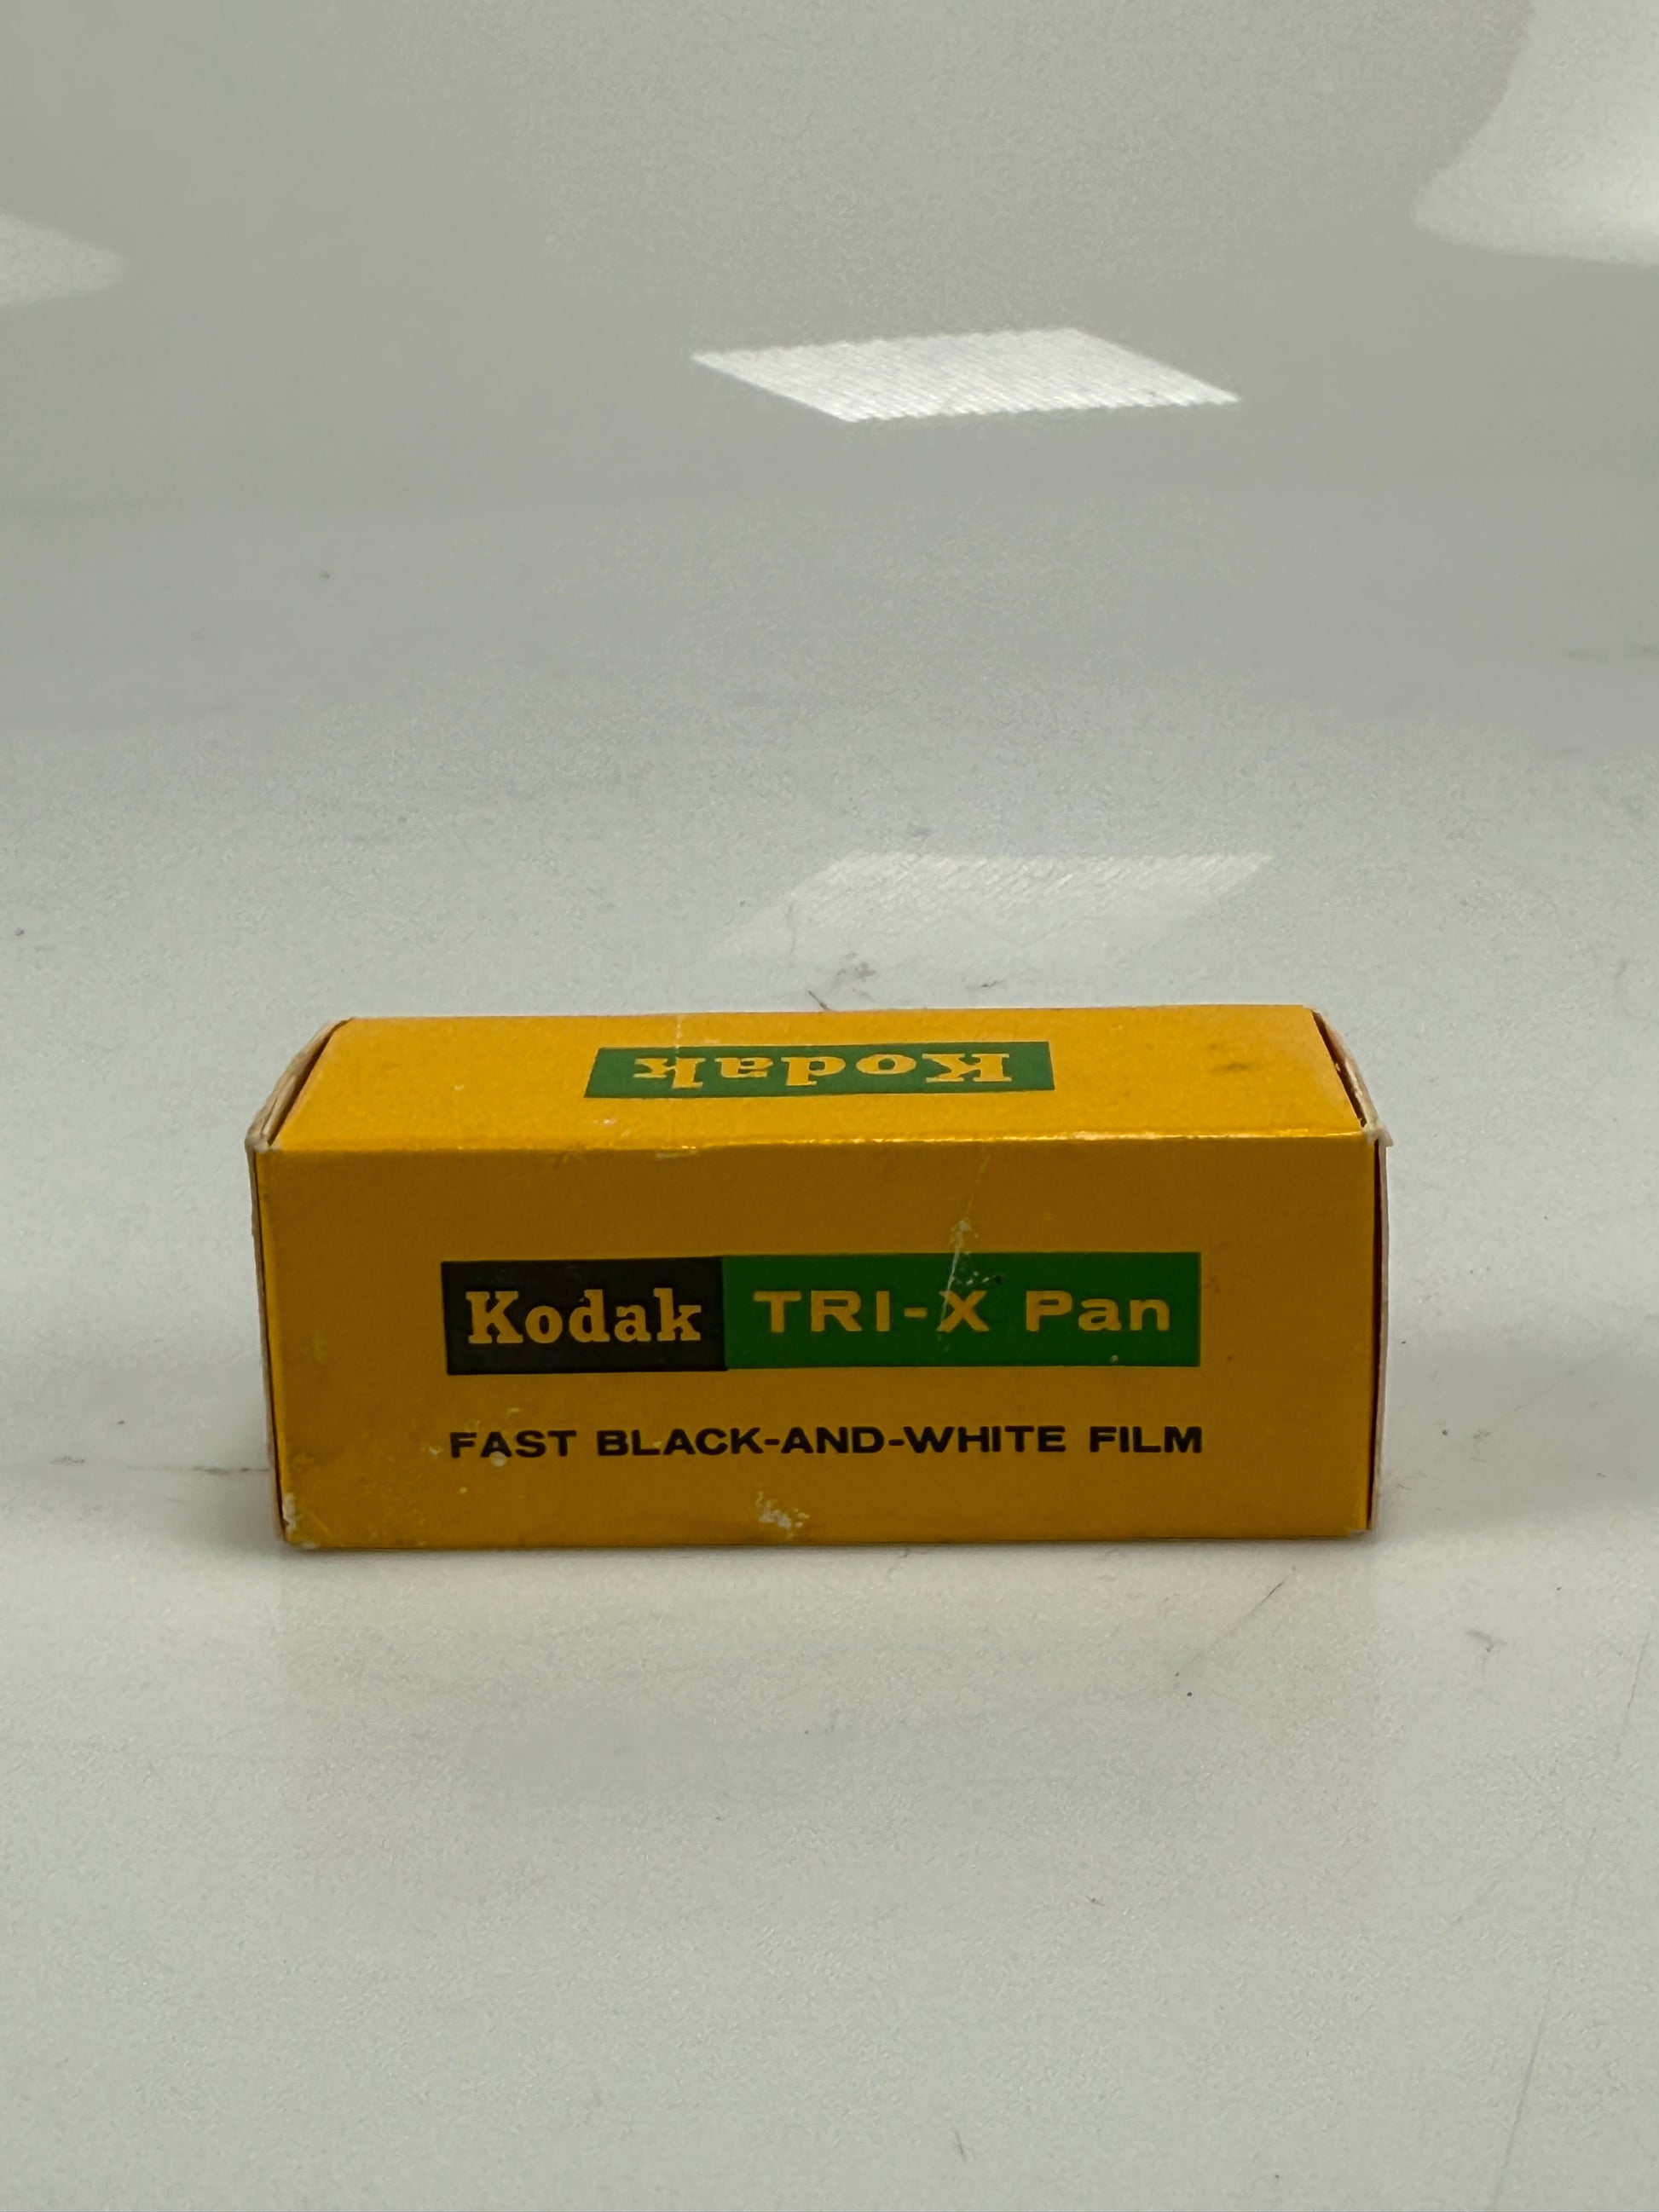 Kodak
Kodak TRI-X Pan
FAST BLACK-AND-WHITE FILM